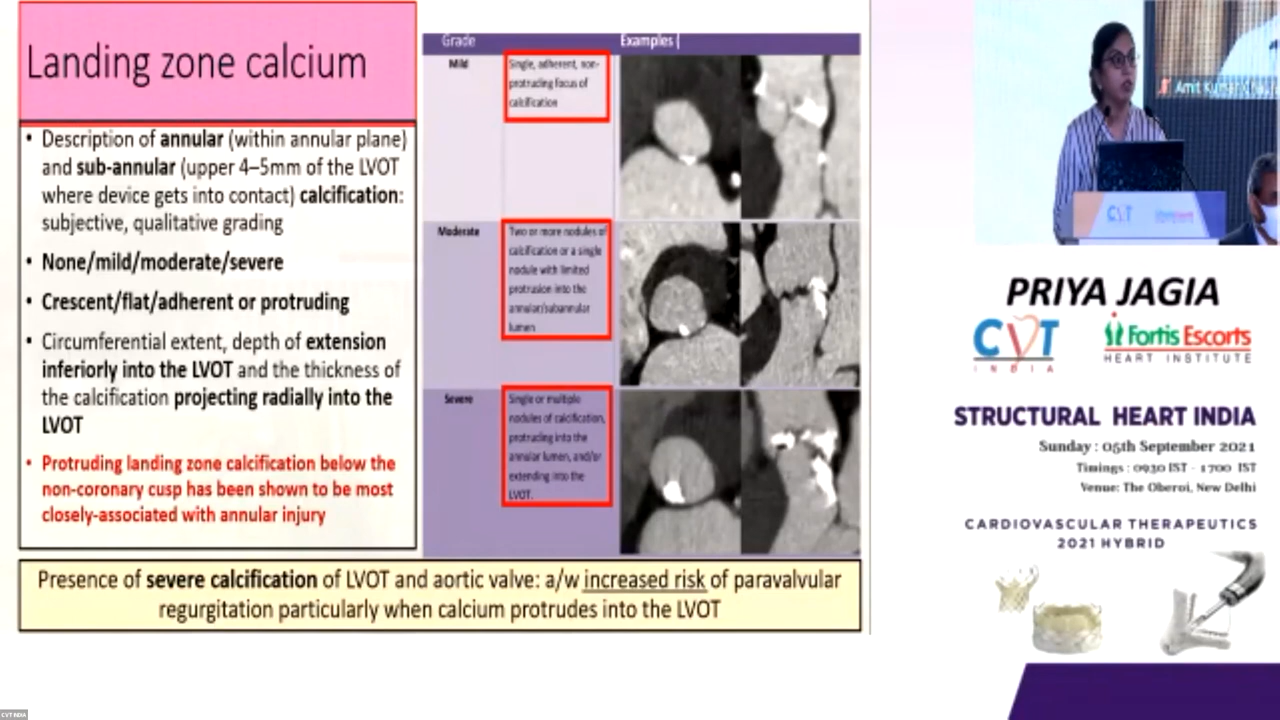 Landing zone calcium
• Description of annular (within annular plane)
and sub-annular (upper 4–5mm of the LVOT
where device gets into contact) calcification:
subjective, qualitative grading
• None/mild/moderate/severe
• Crescent/flat/adherent or protruding
• Circumferential extent, depth of extension
inferiorly into the LVOT and the thickness of
the calcification projecting radially into the
LVOT
• Protruding landing zone calcification below the
non-coronary cusp has been shown to be most
closely-associated with annular injury
Grade
Examples
Mild
Single, adherent, non-
protruding focus of
calcification
Moderate
Two or more nodules of
calcification or a single
nodule with limited
protrusion into the
annular/subannular
lumen
Severe
Single or multiple
nodules of calcification,
protruding into the
annular lumen, and/or
extending into the
LVOT.
Presence of severe calcification of LVOT and aortic valve: a/w increased risk of paravalvular
regurgitation particularly when calcium protrudes into the LVOT
Amit Kumar
CVT
PRIYA JAGIA
CVT
INDIA
Fortis Escorts
HEART INSTITUTE
STRUCTURAL HEART INDIA
Sunday : 05th September 2021
Timings : 0930 IST - 1700 IST
Venue: The Oberoi, New Delhi
CARDIOVASCULAR THERAPEUTICS
2021 HYBRID
CVT INDIA